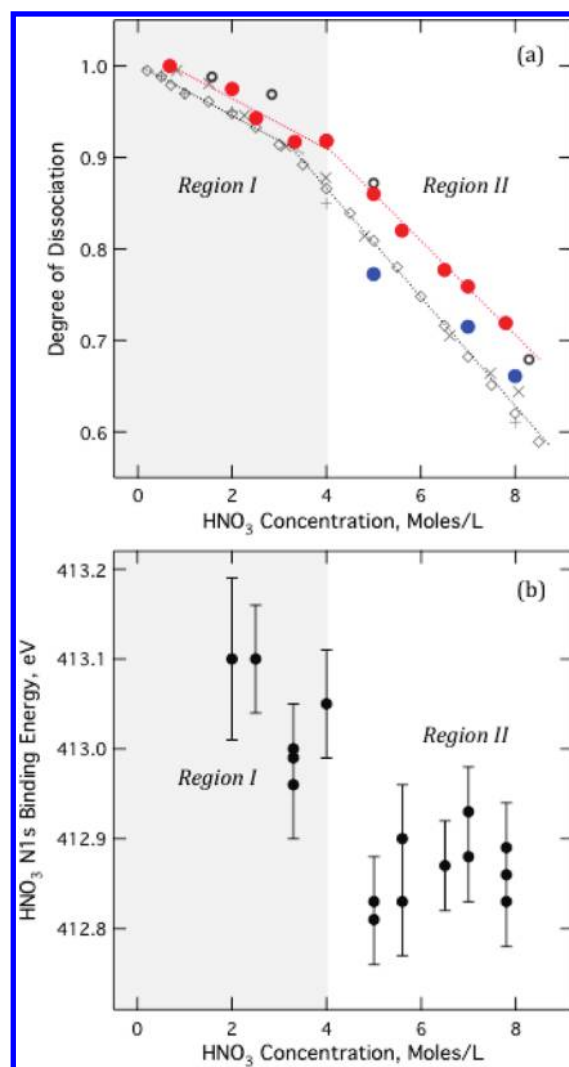 (a)
1.0
0.9
0.8
0.7
0.6
Degree of Dissociation
Region I
Region II
0 2 4 6 8
HNO₃ Concentration, Moles/L
(b)
413.2
413.1
413.0
412.9
412.8
HNO₃ N1s Binding Energy, eV
Region II
Region I
0 2 4 6 8
HNO₃ Concentration, Moles/L